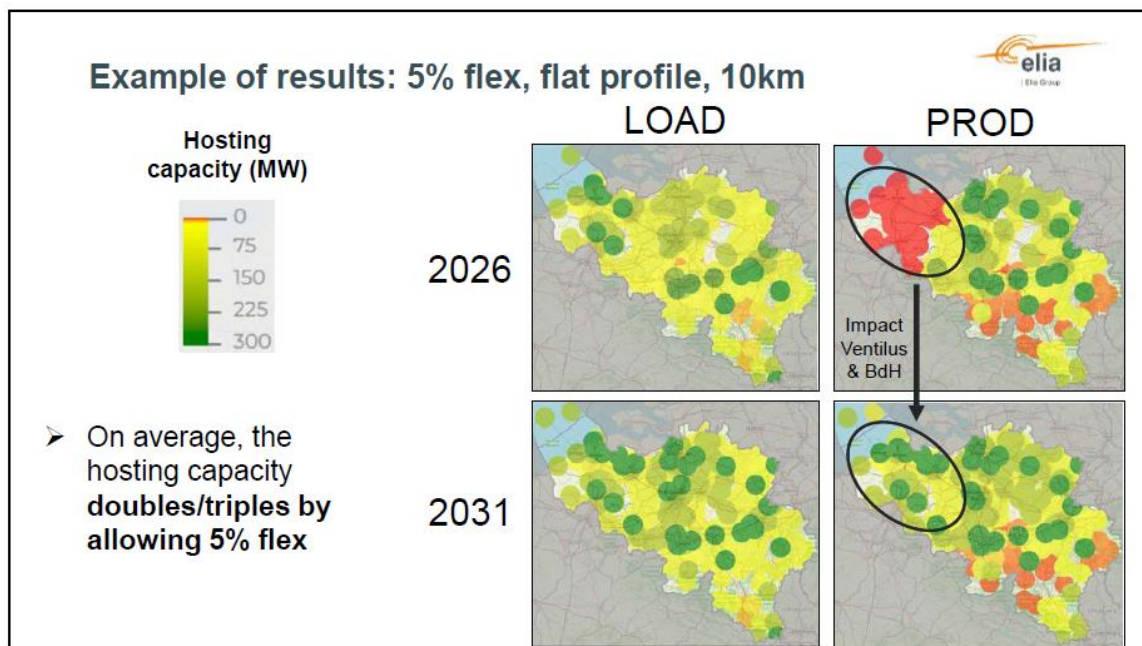 Example of results: 5% flex, flat profile, 10km
elia
Elia Group
Hosting
capacity (MW)
0
75
150
225
300
LOAD
PROD
2026
Impact
Ventilus
& BdH
➢ On average, the
hosting capacity
doubles/triples by
allowing 5% flex
2031